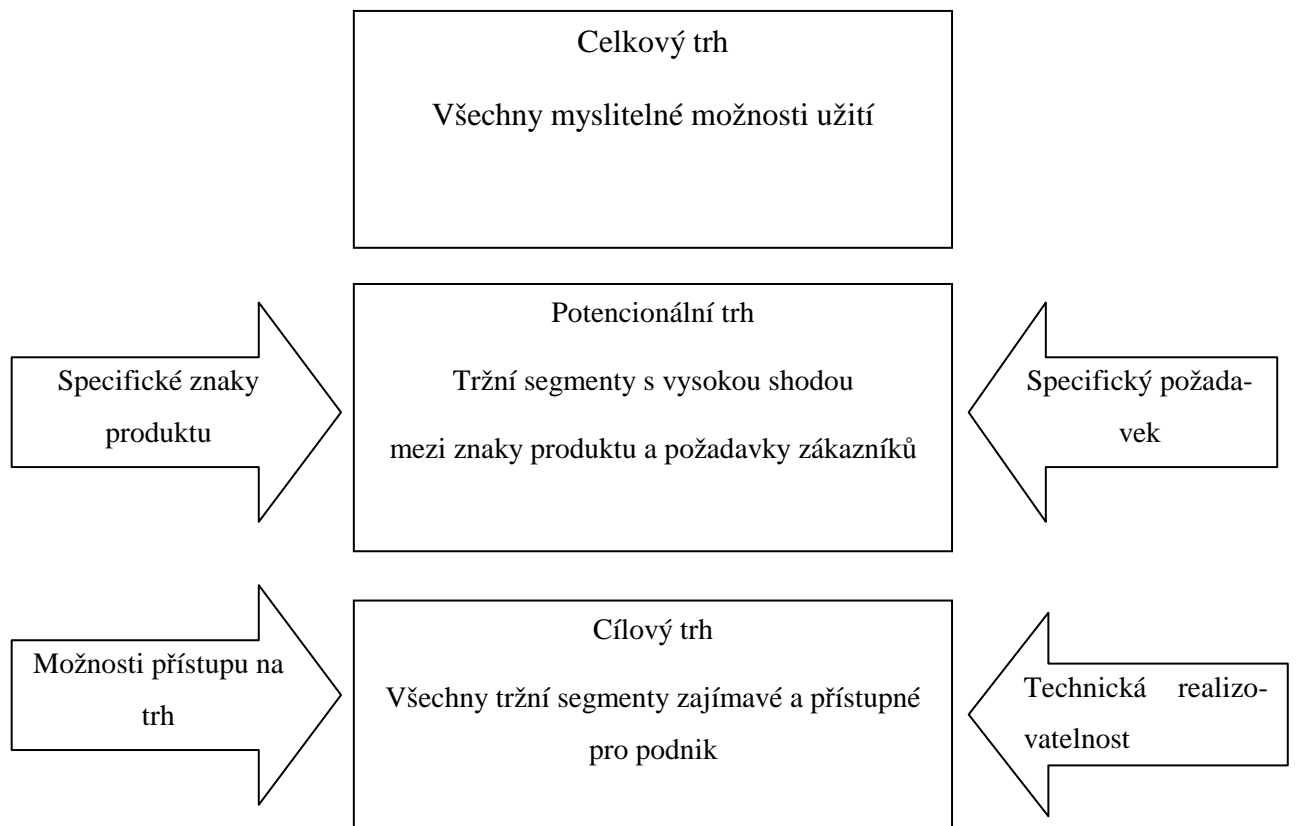 Celkový trh
Všechny myslitelné možnosti užití
Potencionální trh
Tržní segmenty s vysokou shodou
mezi znaky produktu a požadavky zákazníků
Specifické znaky
produktu
Specifický požada-
vek
Cílový trh
Všechny tržní segmenty zajímavé a přístupné
pro podnik
Možnosti přístupu na
trh
Technická realizo-
vatelnost